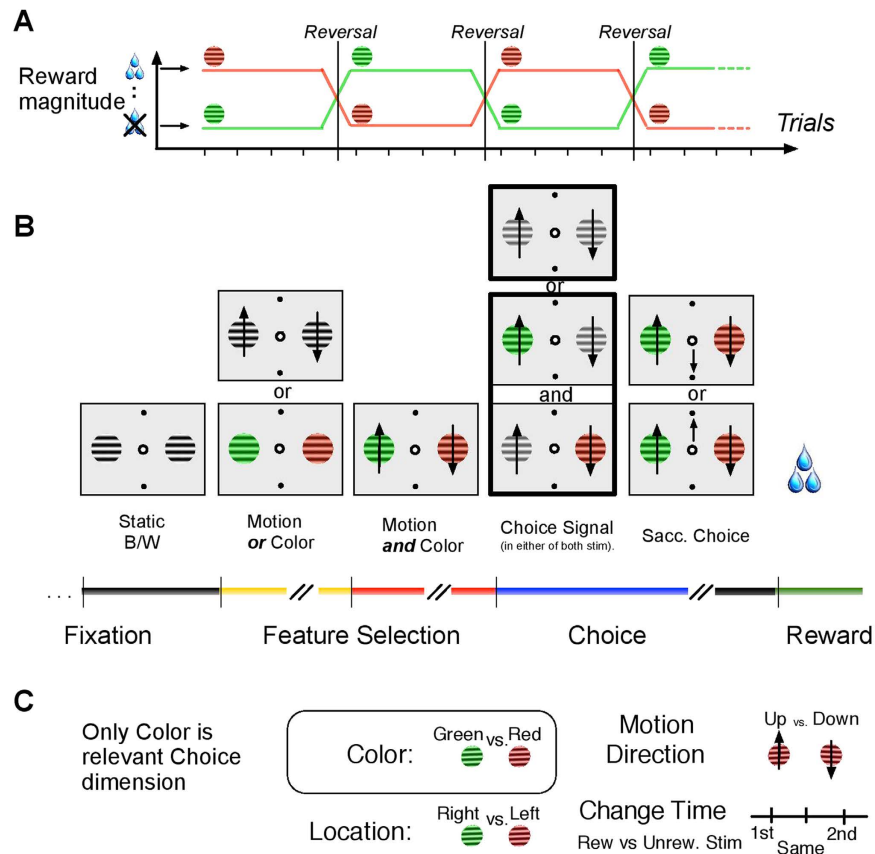 A
Reversal
Reversal
Reversal
Reward
magnitude
Trials
B
or
or
and
or
Static
B/W
Motion
or Color
Motion
and Color
Choice Signal
(in either of both stim).
Sacc. Choice
. . .
Fixation
Feature Selection
Choice
Reward
C
Only Color is
relevant Choice
dimension
Color:
Green vs. Red
Location:
Right vs. Left
Motion
Direction
Up vs. Down
Change Time
Rew vs Unrew. Stim
1st
Same
2nd